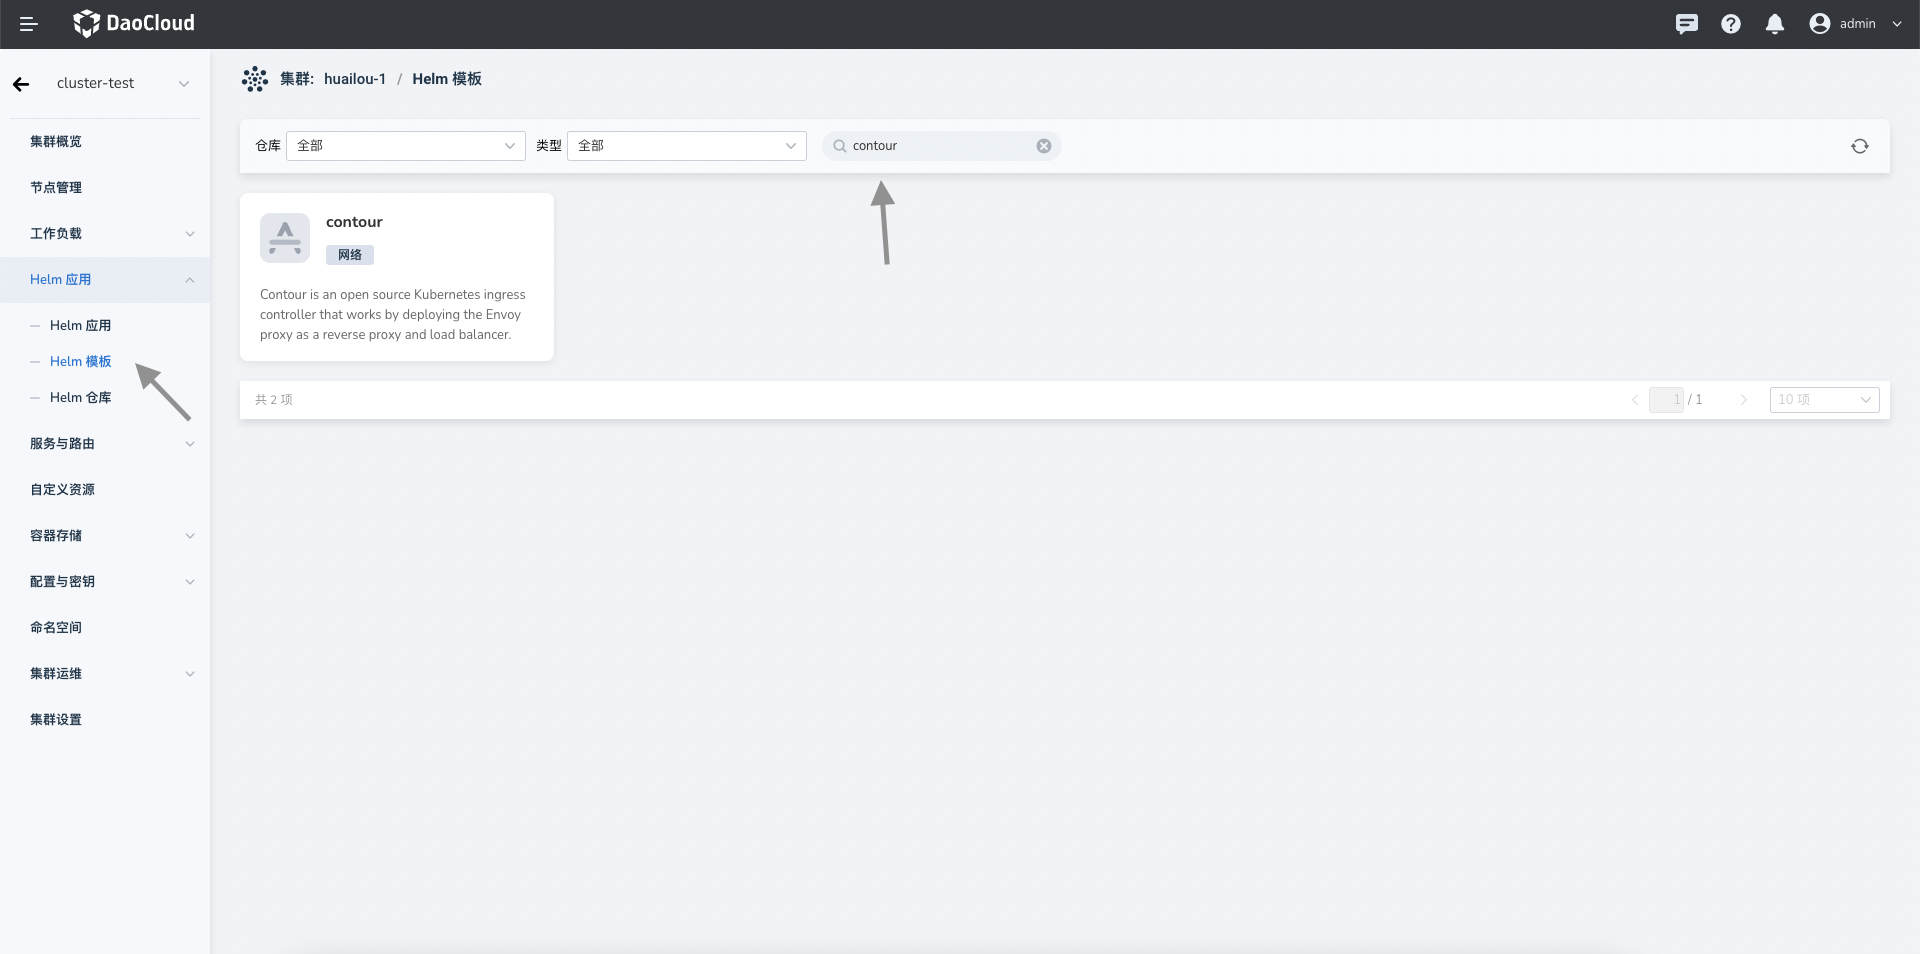 DaoCloud
admin
cluster-test
集群概览
节点管理
工作负载
Helm 应用
Helm 应用
Helm 模板
Helm 仓库
服务与路由
自定义资源
容器存储
配置与密钥
命名空间
集群运维
集群设置
集群: huailou-1 / Helm 模板
仓库 全部 类型 全部 contour
contour
网络
Contour is an open source Kubernetes ingress
controller that works by deploying the Envoy
proxy as a reverse proxy and load balancer.
共 2 项
1 / 1
10 项